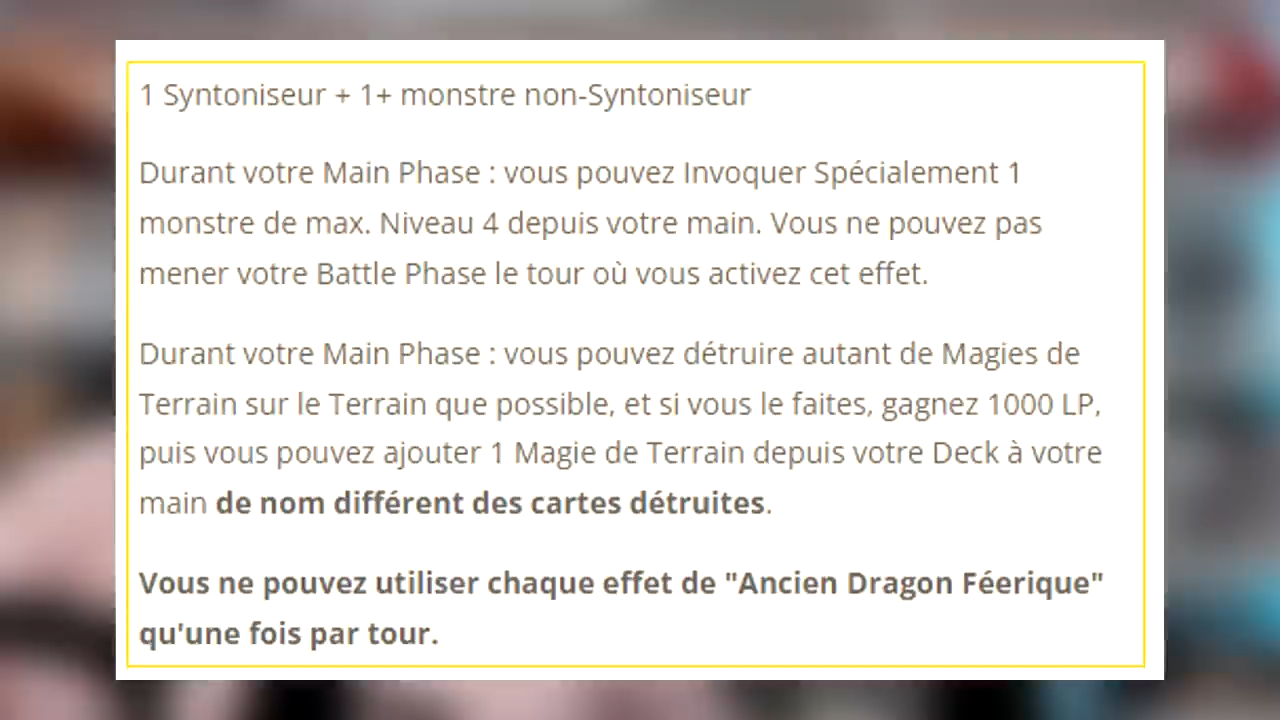 1 Syntoniseur + 1+ monstre non-Syntoniseur
Durant votre Main Phase : vous pouvez Invoquer Spécialement 1
monstre de max. Niveau 4 depuis votre main. Vous ne pouvez pas
mener votre Battle Phase le tour où vous activez cet effet.
Durant votre Main Phase : vous pouvez détruire autant de Magies de
Terrain sur le Terrain que possible, et si vous le faites, gagnez 1000 LP,
puis vous pouvez ajouter 1 Magie de Terrain depuis votre Deck à votre
main de nom différent des cartes détruites.
Vous ne pouvez utiliser chaque effet de "Ancien Dragon Féerique"
qu'une fois par tour.